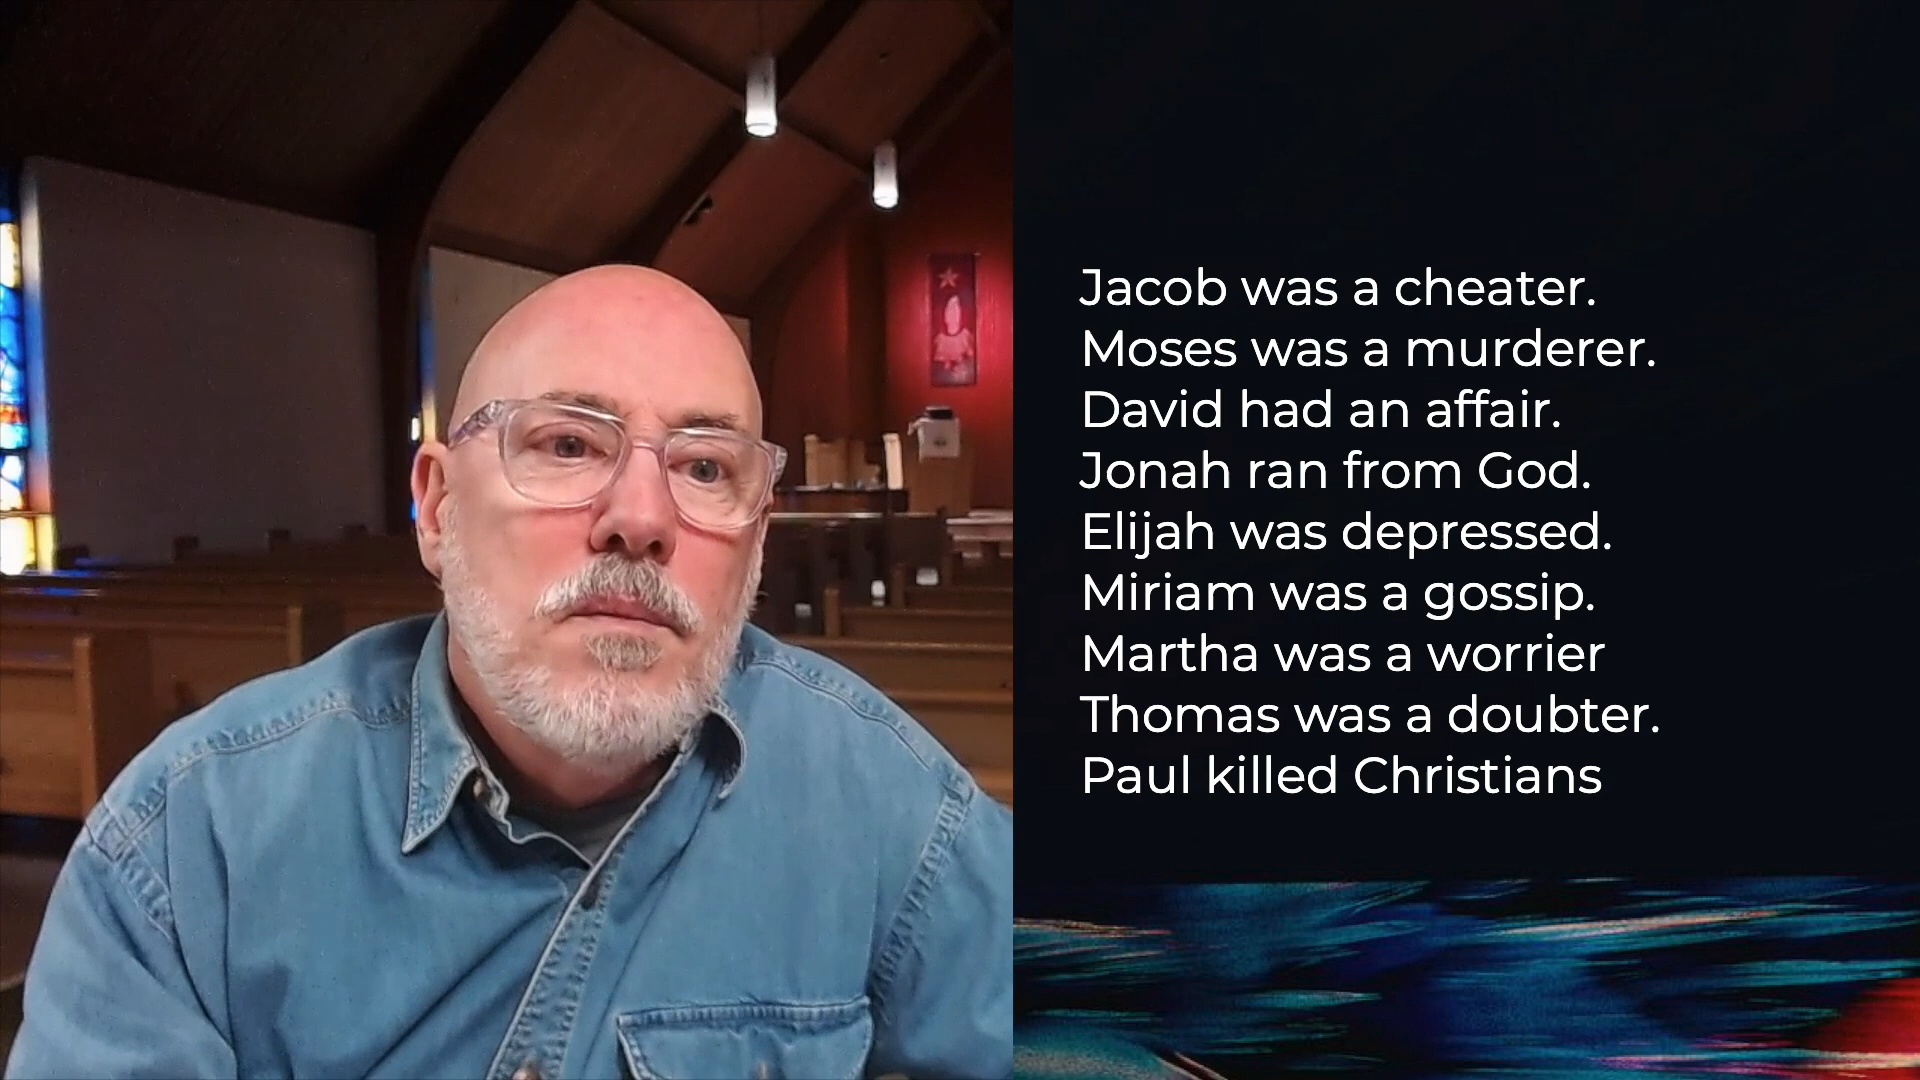 Jacob was a cheater.
Moses was a murderer.
David had an affair.
Jonah ran from God.
Elijah was depressed.
Miriam was a gossip.
Martha was a worrier
Thomas was a doubter.
Paul killed Christians